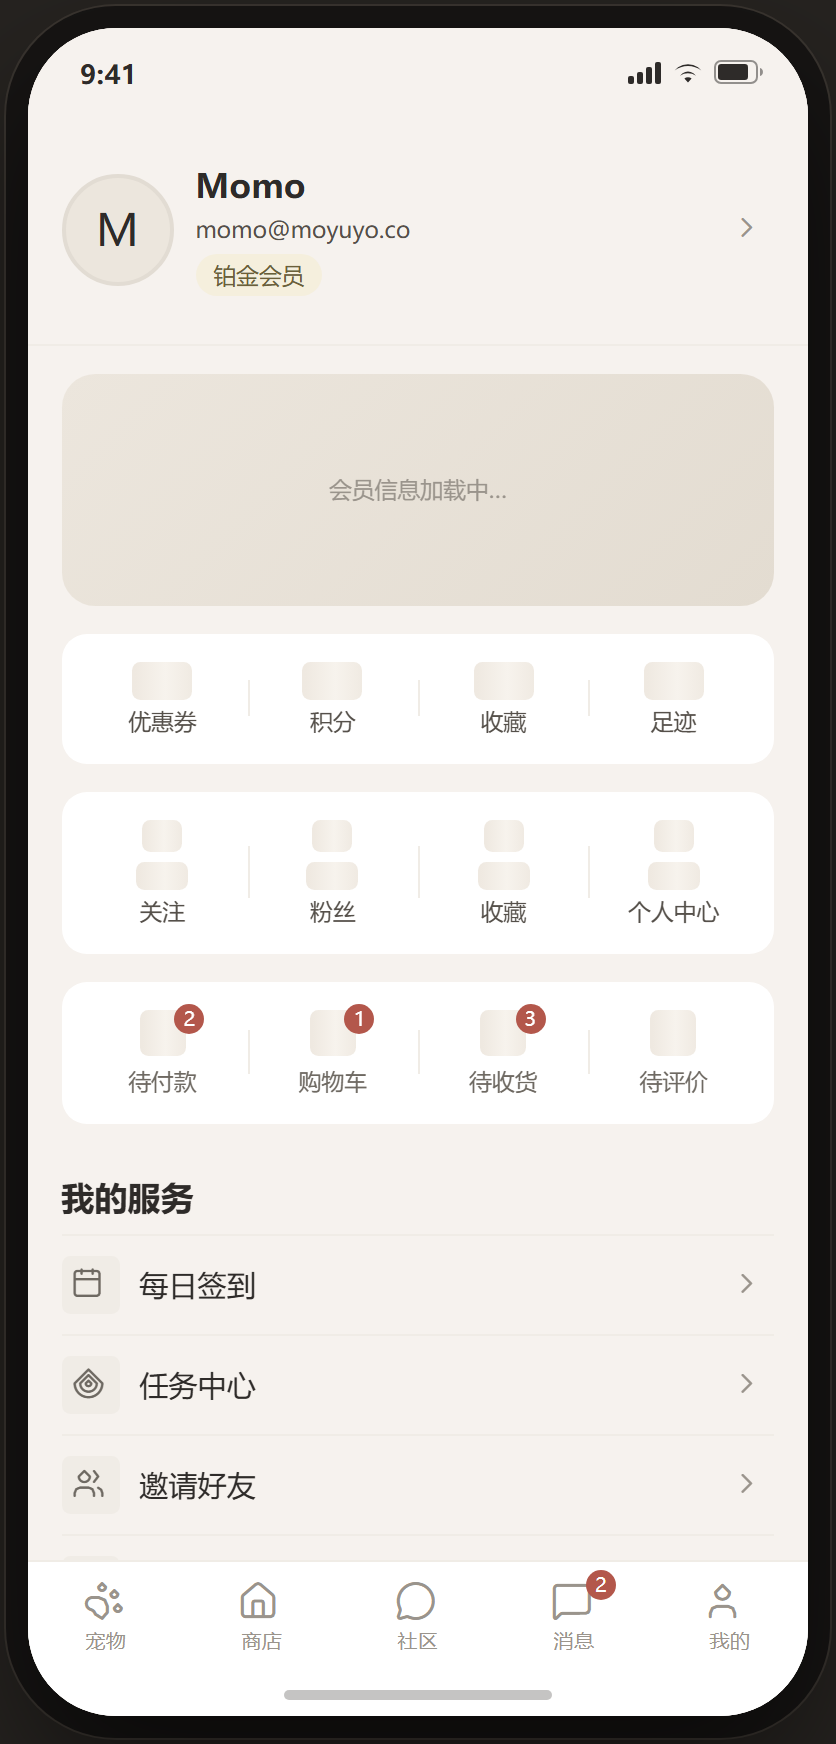 9:41
M
Momo
momo@moyuyo.co
铂金会员
会员信息加载中...
优惠券 积分 收藏 足迹
关注 粉丝 收藏 个人中心
2 1 3
待付款 购物车 待收货 待评价
我的服务
每日签到
任务中心
邀请好友
2
宠物 商店 社区 消息 我的